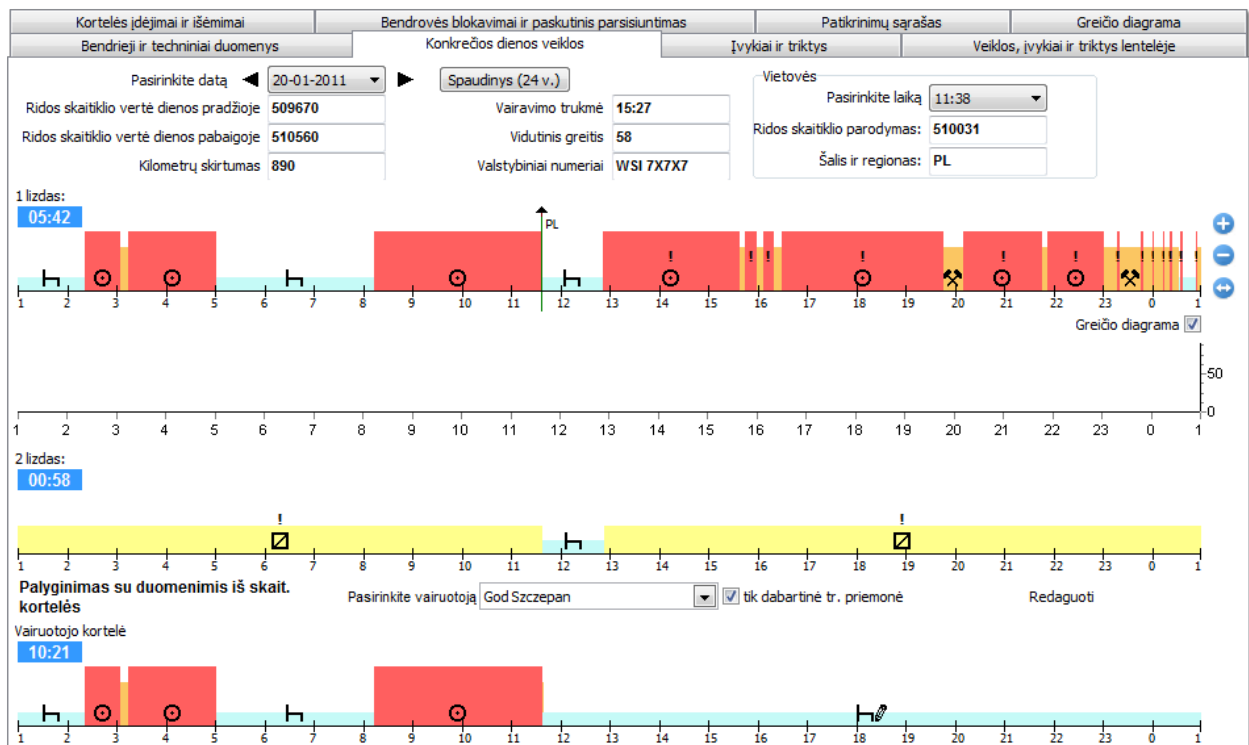 Kortelės įdėjimai ir išėmimai Bendrovės blokavimai ir paskutinis parsisiuntimas Patikrinimų sąrašas Greičio diagrama
Bendrieji ir techniniai duomenys Konkrečios dienos veiklos Įvykiai ir triktys Veiklos, įvykiai ir triktys lentelėje
Pasirinkite datą 20-01-2011 Spaudinys (24 v.) Vietovės
Pasirinkite laiką 11:38
Ridos skaitiklio vertė dienos pradžioje 509670 Vairavimo trukmė 15:27
Ridos skaitiklio parodymas: 510031
Ridos skaitiklio vertė dienos pabaigoje 510560 Vidutinis greitis 58
Šalis ir regionas: PL
Kilometrų skirtumas 890 Valstybiniai numeriai WSI 7X7X7
1 lizdas:
05:42
PL
! ! ! ! ! ! ! ! ! ! ! ! !
1 2 3 4 5 6 7 8 9 10 11 12 13 14 15 16 17 18 19 20 21 22 23 0 1
Greičio diagrama
50
0
1 2 3 4 5 6 7 8 9 10 11 12 13 14 15 16 17 18 19 20 21 22 23 0 1
2 lizdas:
00:58
! !
1 2 3 4 5 6 7 8 9 10 11 12 13 14 15 16 17 18 19 20 21 22 23 0 1
Palyginimas su duomenimis iš skait.
kortelės
Pasirinkite vairuotoją God Szczepan tik dabartinė tr. priemonė Redaguoti
Vairuotojo kortelė
10:21
1 2 3 4 5 6 7 8 9 10 11 12 13 14 15 16 17 18 19 20 21 22 23 0 1